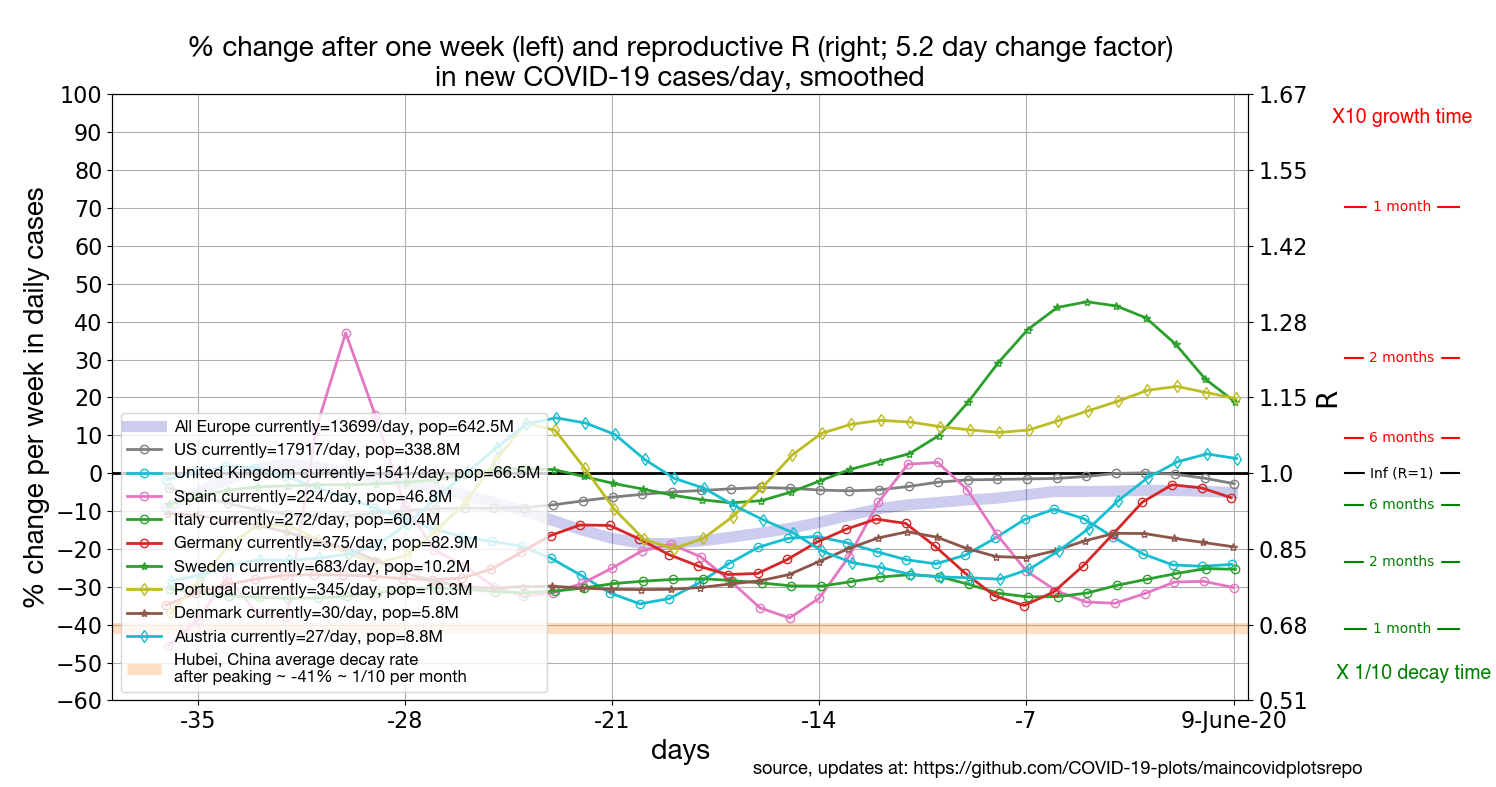 % change after one week (left) and reproductive R (right; 5.2 day change factor)
in new COVID-19 cases/day, smoothed
% change per week in daily cases
100
90
80
70
60
50
40
30
20
10
0
−10
−20
−30
−40
−50
−60
All Europe currently=13699/day, pop=642.5M
US currently=17917/day, pop=338.8M
United Kingdom currently=1541/day, pop=66.5M
Spain currently=224/day, pop=46.8M
Italy currently=272/day, pop=60.4M
Germany currently=375/day, pop=82.9M
Sweden currently=683/day, pop=10.2M
Portugal currently=345/day, pop=10.3M
Denmark currently=30/day, pop=5.8M
Austria currently=27/day, pop=8.8M
Hubei, China average decay rate
after peaking ~ -41% ~ 1/10 per month
-35
-28
-21
-14
-7
9-June-20
days
1.67
1.55
1.42
1.28
1.15
1.0
0.85
0.68
0.51
R
X10 growth time
1 month
2 months
6 months
Inf (R=1)
6 months
2 months
1 month
X 1/10 decay time
source, updates at: https://github.com/COVID-19-plots/maincovidplotsrepo